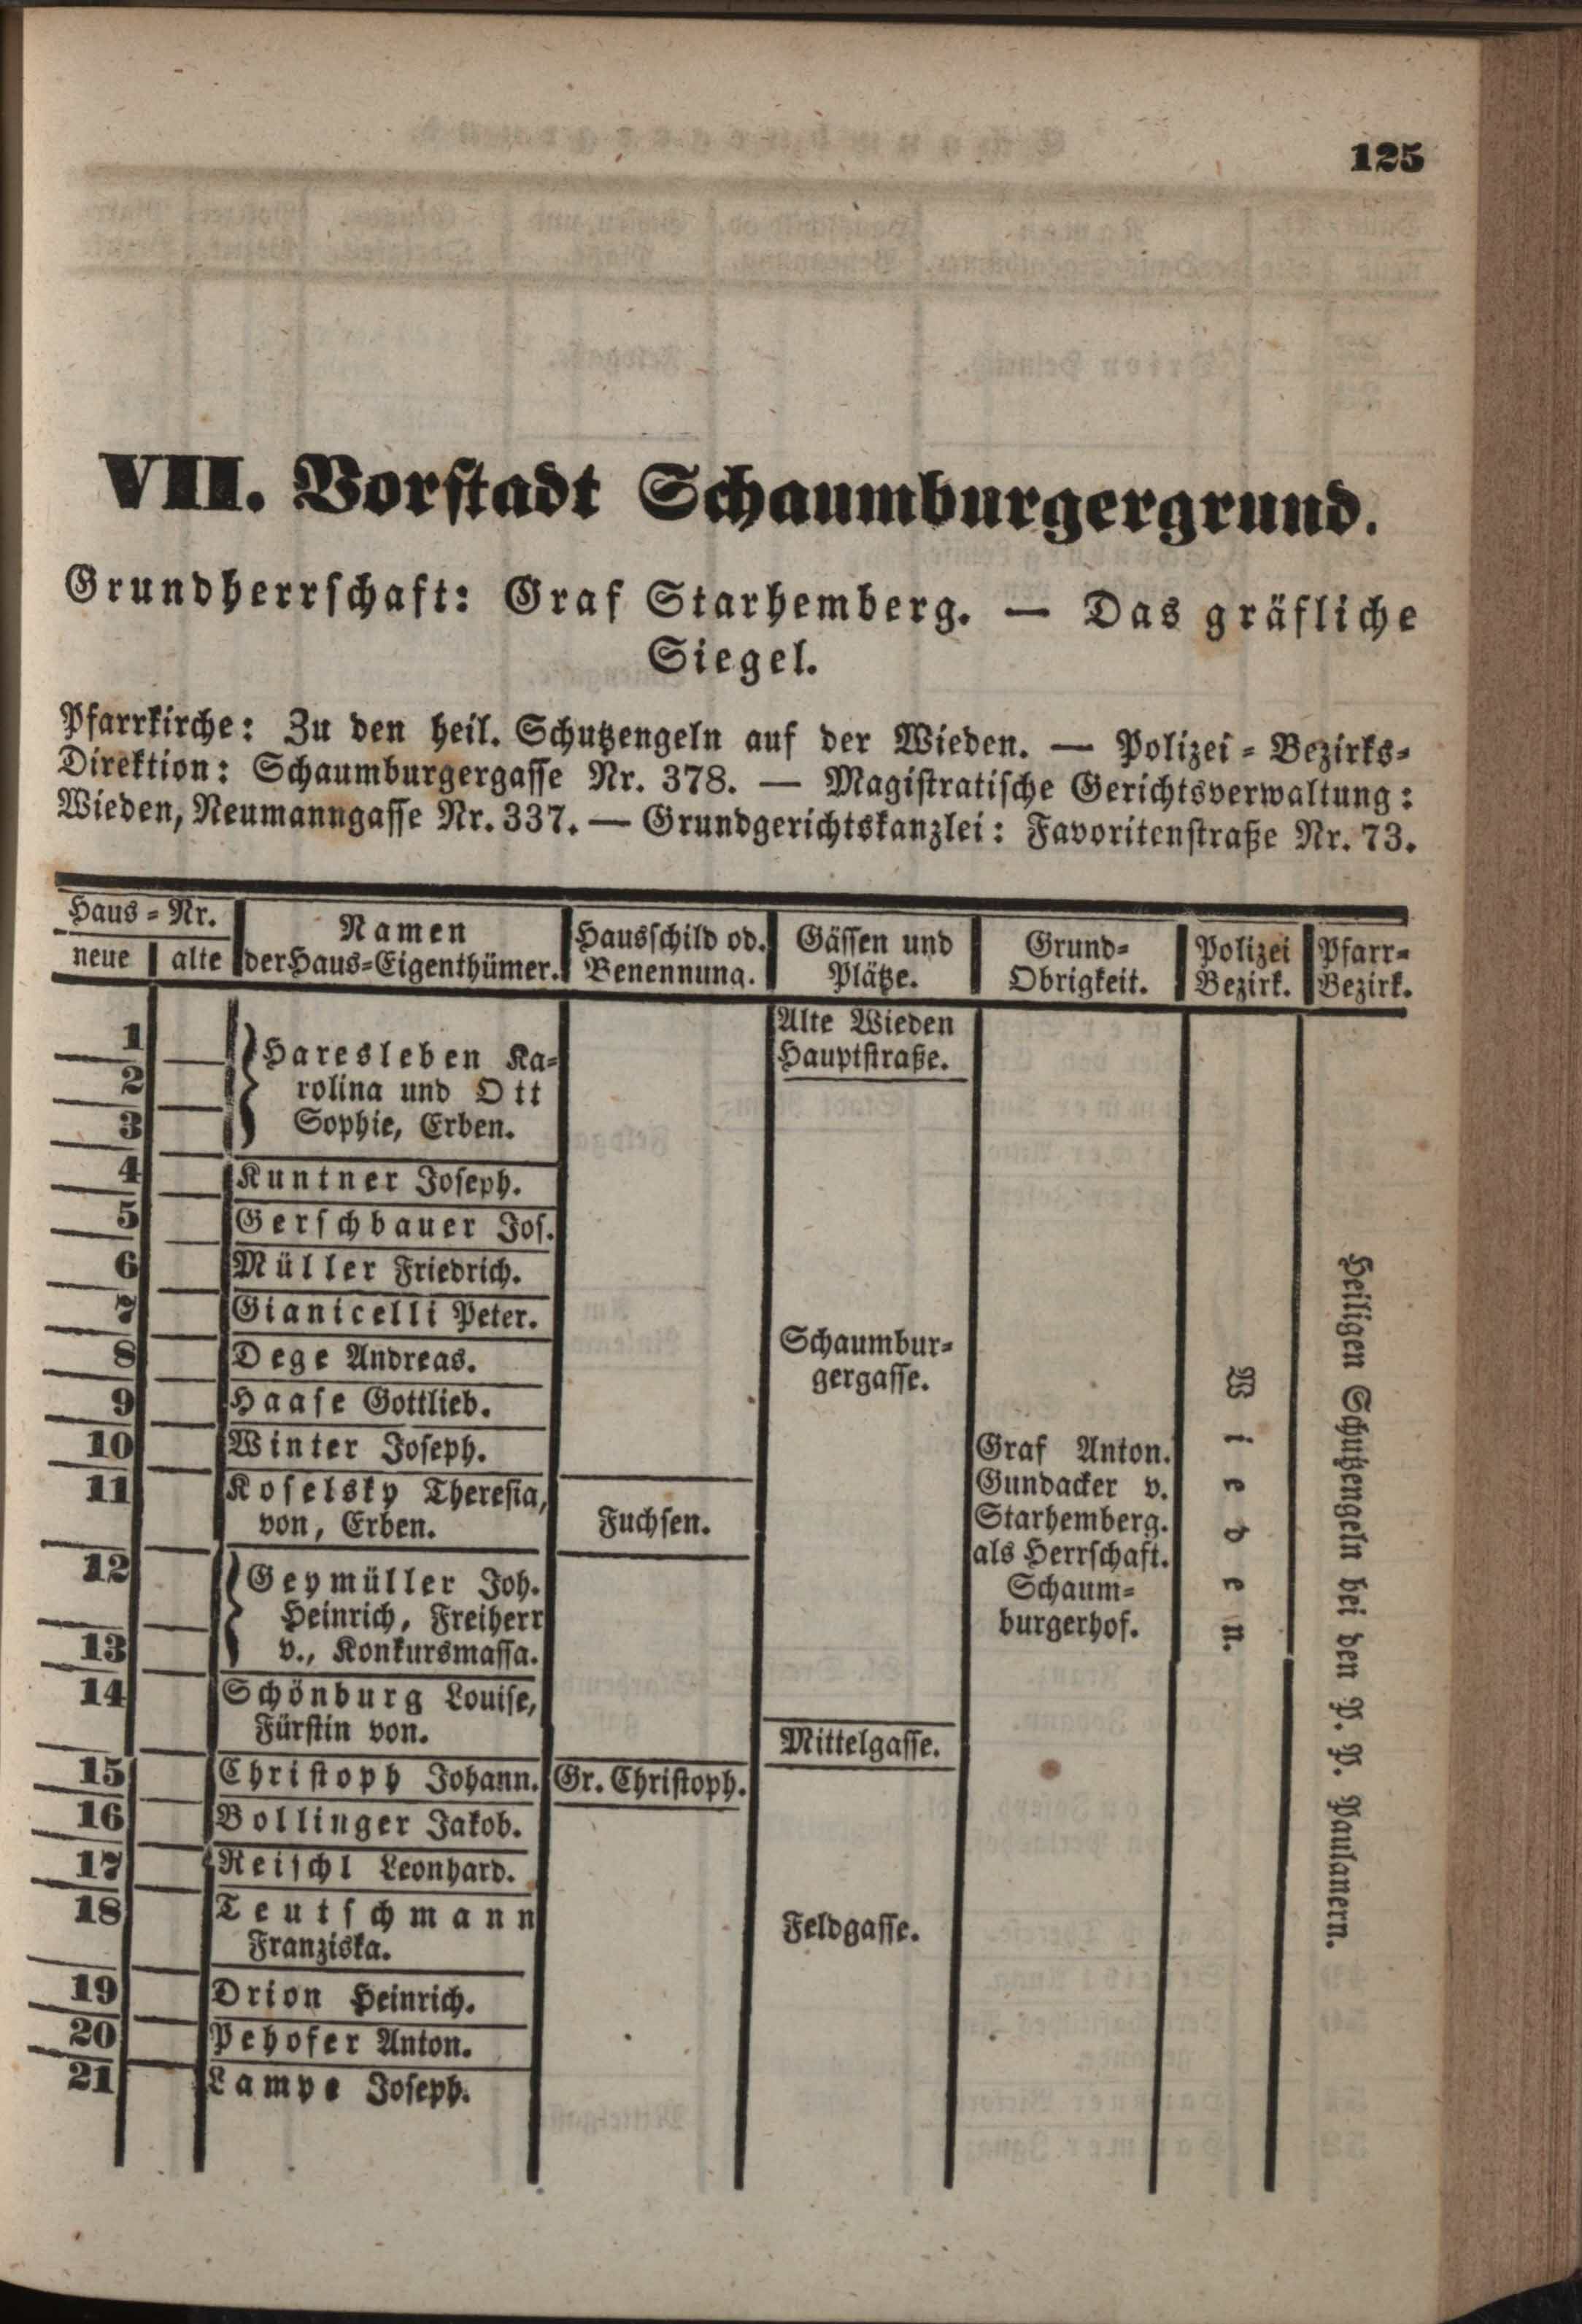 125
VII. Vorstadt Schaumburgergrund.
Grundherrschaft: Graf Starhemberg. — Das gräfliche
Siegel.
Pfarrkirche: Zu den heil. Schutzengeln auf der Wieden. — Polizei-Bezirks-
Direktion: Schaumburgergasse Nr. 378. — Magistratische Gerichtsverwaltung:
Wieden, Neumanngasse Nr. 337. — Grundgerichtskanzlei: Favoritenstraße Nr. 73.
Haus-Nr. Namen Hausschild od. Gässen und Grund- Polizei Pfarr-
neue alte der Haus-Eigenthümer. Benennung. Plätze. Obrigkeit. Bezirk. Bezirk.
1 — Haresleben Ka-
2 — rolina und Ott
3 — Sophie, Erben.
4 — Kuntner Joseph.
5 — Gerschbauer Jos.
6 — Müller Friedrich.
7 — Gianicelli Peter.
8 — Dege Andreas.
9 — Haase Gottlieb.
10 — Winter Joseph.
11 — Koselsky Theresia,
von, Erben.
12 — Geymüller Joh.
Heinrich, Freiherr
13 — v., Konkursmassa.
14 — Schönburg Louise,
Fürstin von.
15 — Christoph Johann.
16 — Bollinger Jakob.
17 — Reischl Leonhard.
18 — Teutschmann
Franziska.
19 — Orion Heinrich.
20 — Pehofer Anton.
21 — Lampe Joseph.
Fuchsen.
Gr. Christoph.
Alte Wieden
Hauptstraße.
Schaumbur-
gergasse.
Mittelgasse.
Feldgasse.
Graf Anton.
Gundacker v.
Starhemberg.
als Herrschaft.
Schaum-
burgerhof.
Wieden.
Heiligen Schutzengeln bei den P. P. Paulanern.